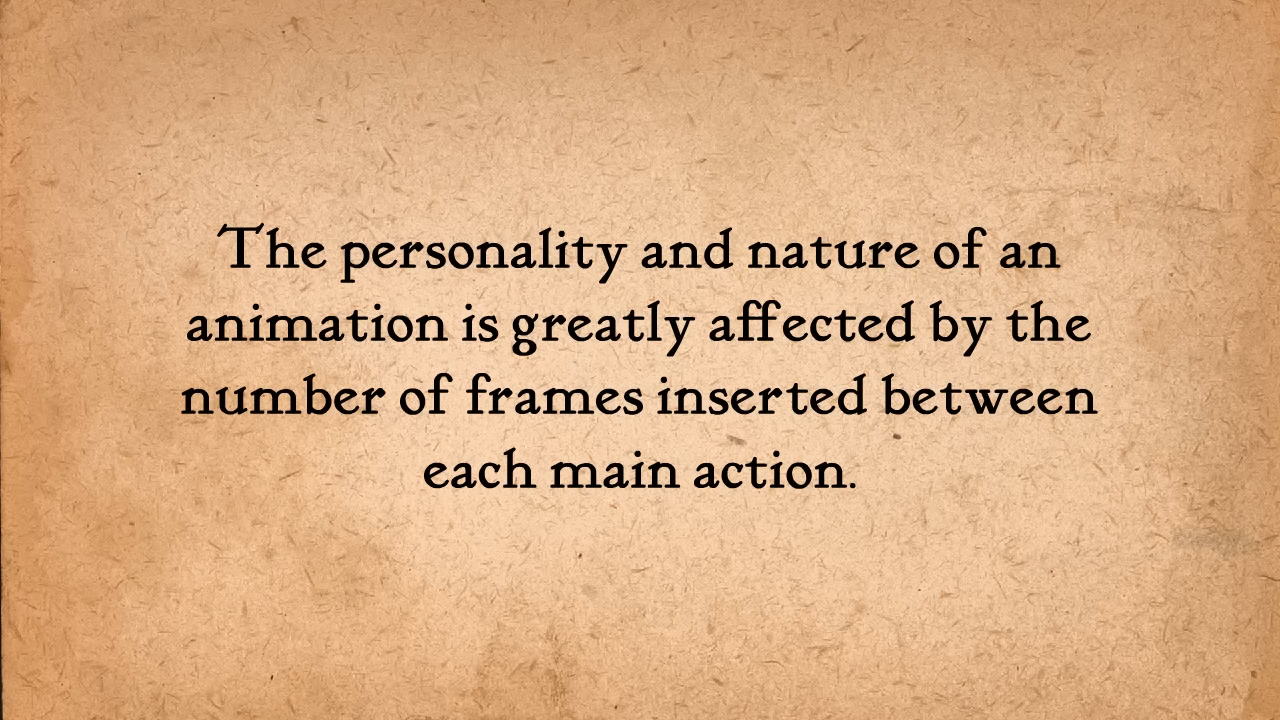 The personality and nature of an
animation is greatly affected by the
number of frames inserted between
each main action.